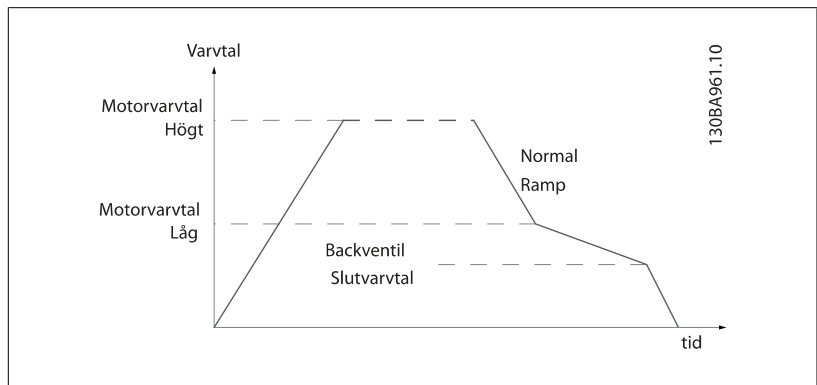 Varvtal
130BA961.10
Motorvarvtal
Högt
Normal
Ramp
Motorvarvtal
Låg
Backventil
Slutvarvtal
tid